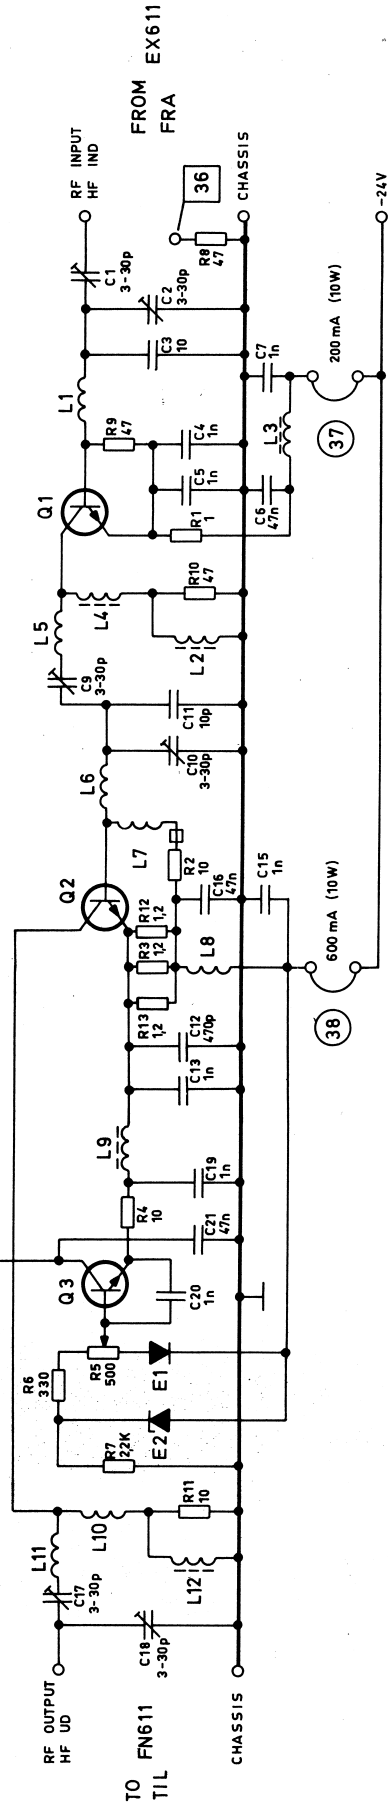 FROM EX611
FRA
RF INPUT
HF IND
36
CHASSIS
-24V
C1
3-30p
C2
3-30p
C3
10
R8
47
L1
R9
47
C4
1n
C5
1n
R1
1
C7
1n
L3
C6
47n
200 mA (10W)
37
Q1
L5
L4
R10
47
L2
C9
3-30p
C11
10p
C10
3-30p
L6
L7
R2
10
C16
47n
C15
1n
Q2
R12
1,2
R3
1,2
R13
1,2
L8
600 mA (10W)
38
C12
470p
C13
1n
L9
R4
10
C19
1n
C21
47n
Q3
C20
1n
R5
500
E1
R6
330
E2
R7
2,2K
L10
R11
10
L12
L11
C17
3-30p
C18
3-30p
RF OUTPUT
HF UD
TO FN611
TIL
CHASSIS